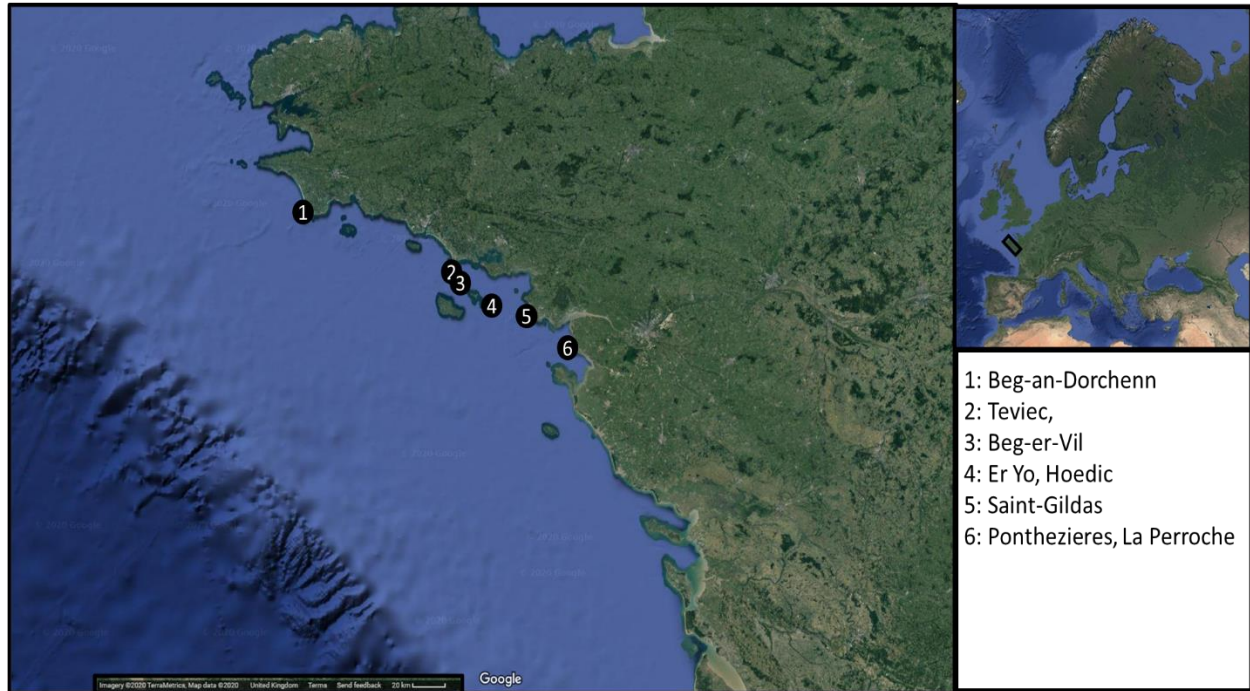 © 2020 Google
1
2
3
4
5
6
Imagery ©2020 TerraMetrics, Map data ©2020 United Kingdom Terms Send feedback 20 km
Google
1: Beg-an-Dorchenn
2: Teviec,
3: Beg-er-Vil
4: Er Yo, Hoedic
5: Saint-Gildas
6: Ponthezieres, La Perroche